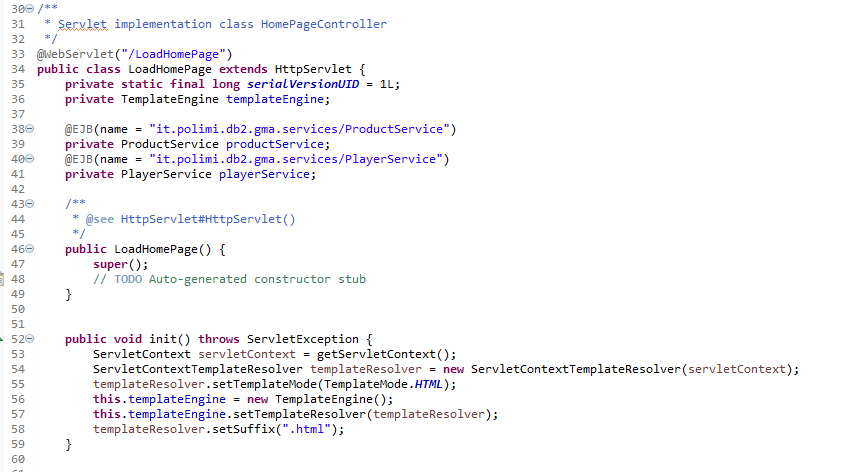 30 /**
31  * Servlet implementation class HomePageController
32  */
33 @WebServlet("/LoadHomePage")
34 public class LoadHomePage extends HttpServlet {
35     private static final long serialVersionUID = 1L;
36     private TemplateEngine templateEngine;
37
38     @EJB(name = "it.polimi.db2.gma.services/ProductService")
39     private ProductService productService;
40     @EJB(name = "it.polimi.db2.gma.services/PlayerService")
41     private PlayerService playerService;
42
43     /**
44      * @see HttpServlet#HttpServlet()
45      */
46     public LoadHomePage() {
47         super();
48         // TODO Auto-generated constructor stub
49     }
50
51
52     public void init() throws ServletException {
53         ServletContext servletContext = getServletContext();
54         ServletContextTemplateResolver templateResolver = new ServletContextTemplateResolver(servletContext);
55         templateResolver.setTemplateMode(TemplateMode.HTML);
56         this.templateEngine = new TemplateEngine();
57         this.templateEngine.setTemplateResolver(templateResolver);
58         templateResolver.setSuffix(".html");
59     }
60